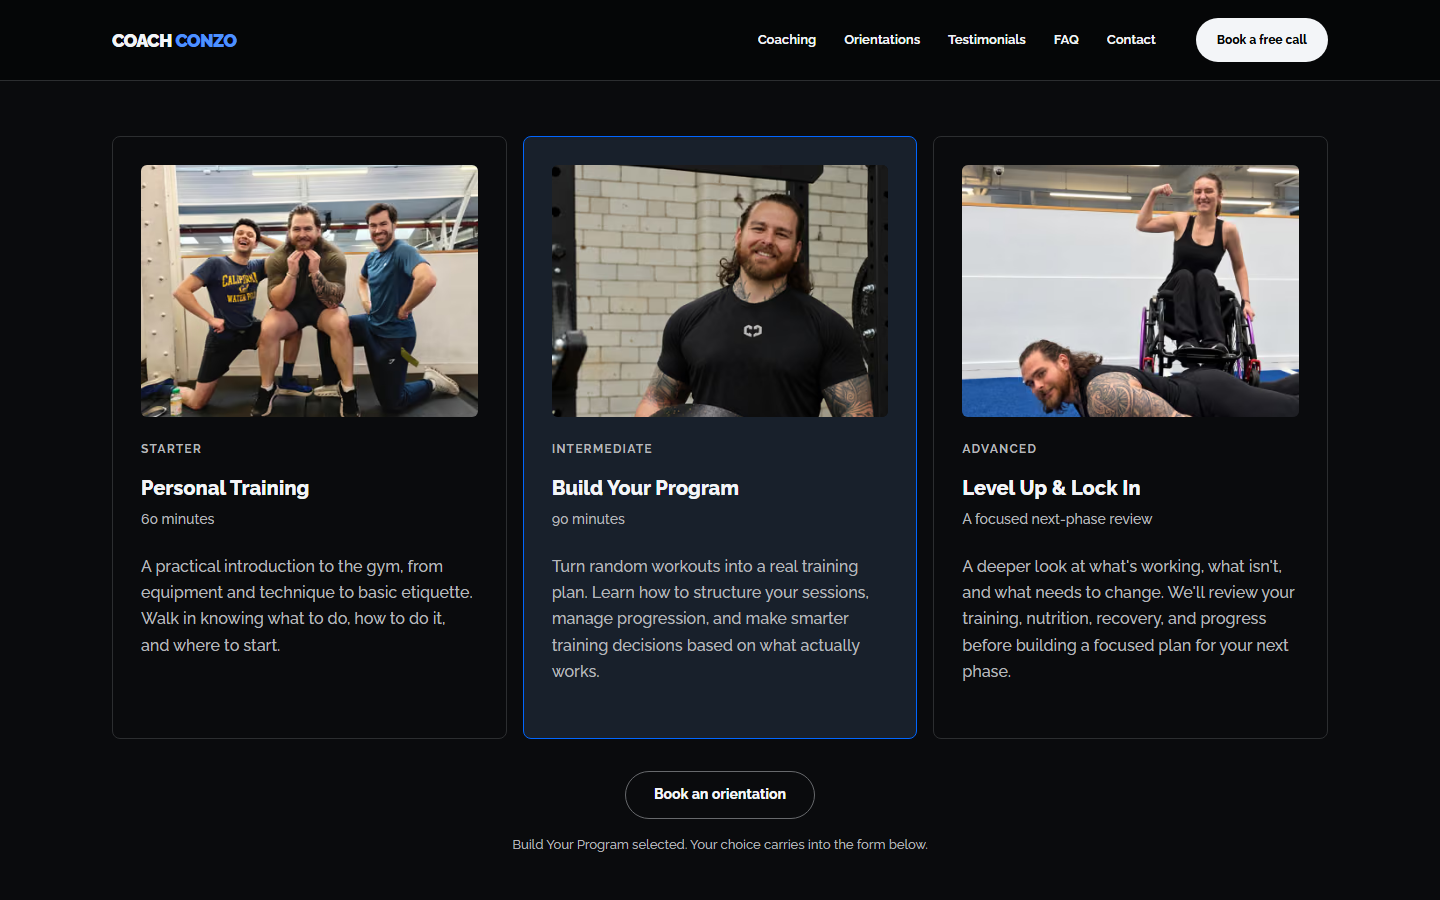 COACH CONZO
Coaching
Orientations
Testimonials
FAQ
Contact
Book a free call
CALIFORNIA
STARTER
Personal Training
60 minutes
A practical introduction to the gym, from
equipment and technique to basic etiquette.
Walk in knowing what to do, how to do it,
and where to start.
INTERMEDIATE
Build Your Program
90 minutes
Turn random workouts into a real training
plan. Learn how to structure your sessions,
manage progression, and make smarter
training decisions based on what actually
works.
ADVANCED
Level Up & Lock In
A focused next-phase review
A deeper look at what's working, what isn't,
and what needs to change. We'll review your
training, nutrition, recovery, and progress
before building a focused plan for your next
phase.
Book an orientation
Build Your Program selected. Your choice carries into the form below.